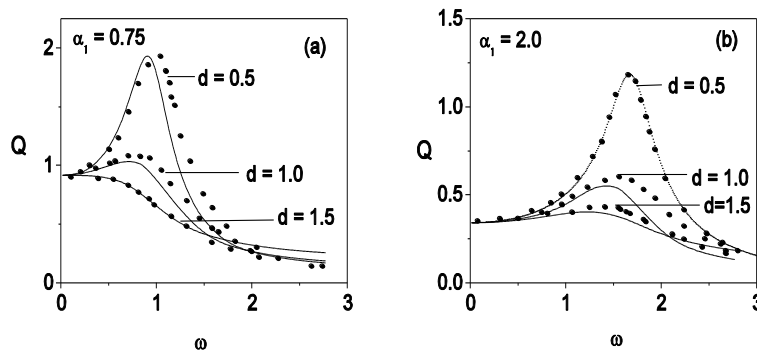 α₁ = 0.75
(a)
d = 0.5
d = 1.0
d = 1.5
Q
2
1
0
0 1 2 3
ω
α₁ = 2.0
(b)
d = 0.5
d = 1.0
d=1.5
Q
1.5
1.0
0.5
0.0
0 1 2 3
ω